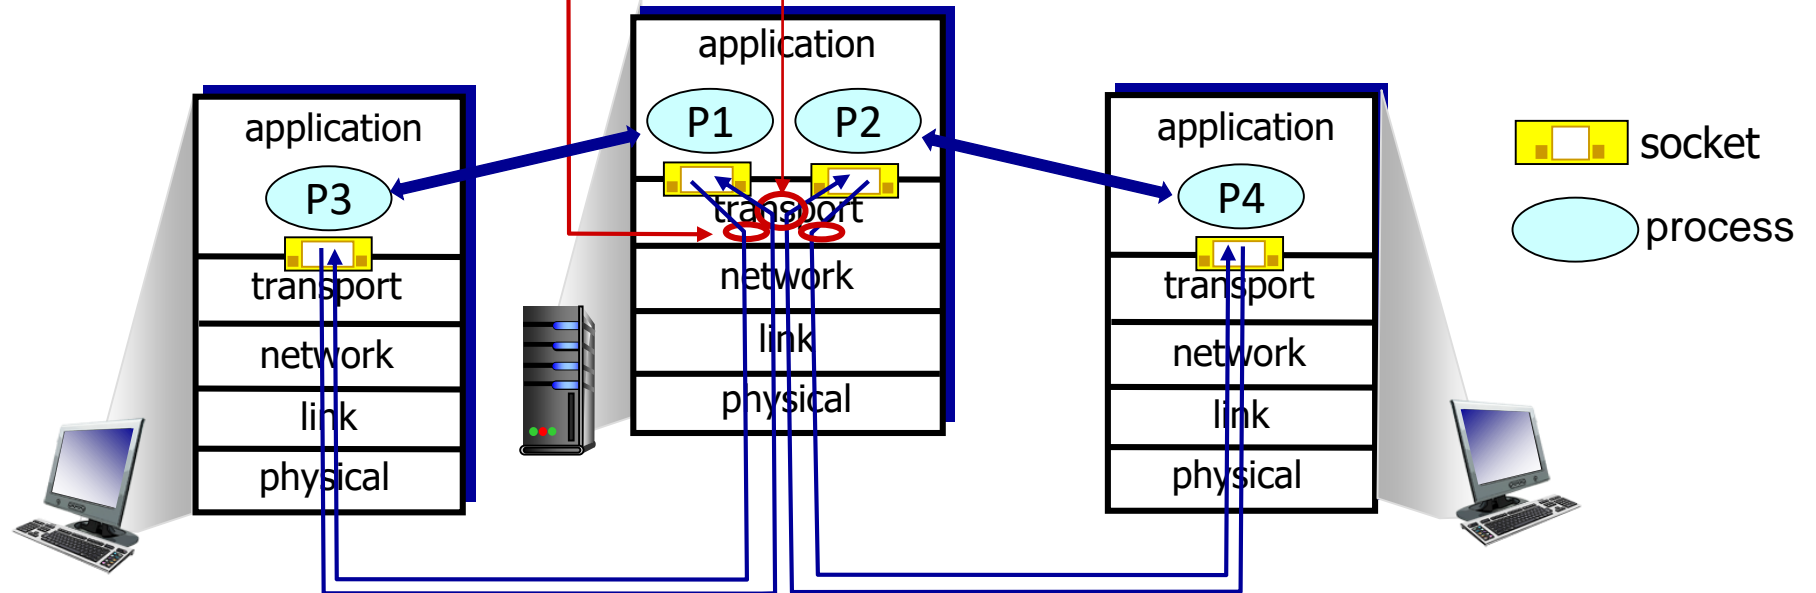 application
P1
P2
transport
network
link
physical
application
P3
transport
network
link
physical
application
P4
transport
network
link
physical
socket
process